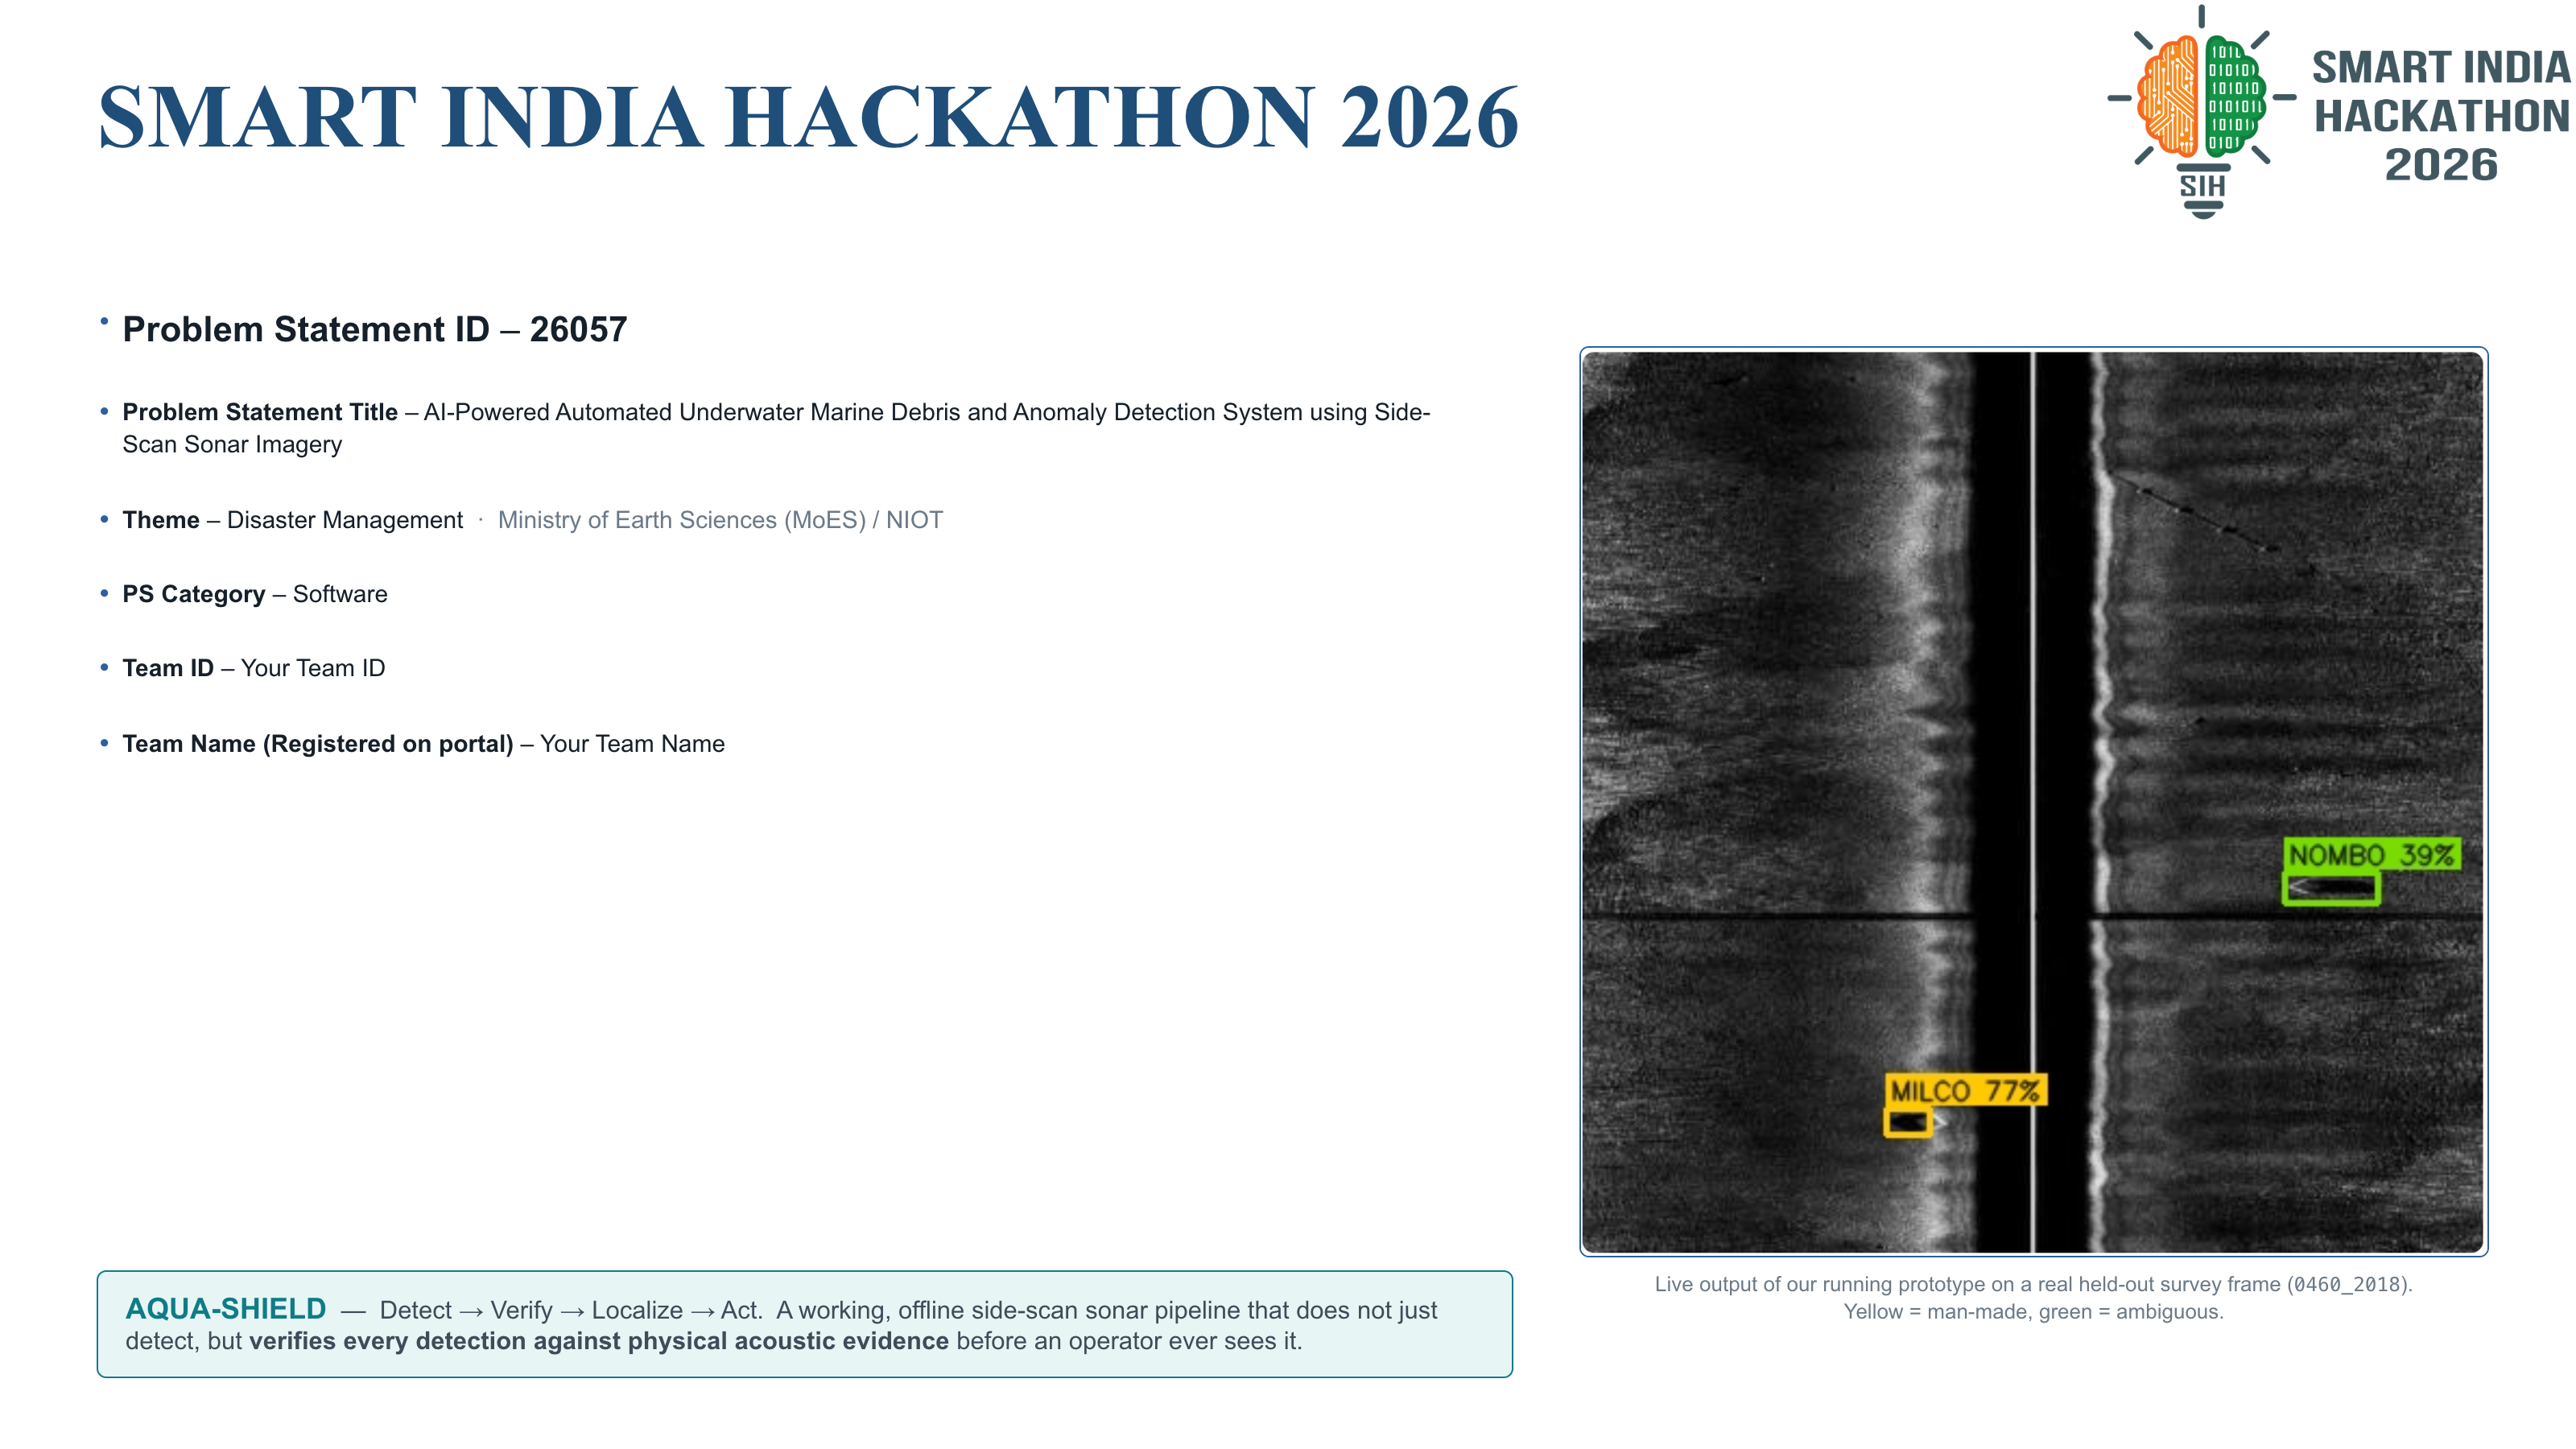 SMART INDIA HACKATHON 2026
SMART INDIA
HACKATHON
2026
SIH
• Problem Statement ID – 26057
• Problem Statement Title – AI-Powered Automated Underwater Marine Debris and Anomaly Detection System using Side-
Scan Sonar Imagery
• Theme – Disaster Management · Ministry of Earth Sciences (MoES) / NIOT
• PS Category – Software
• Team ID – Your Team ID
• Team Name (Registered on portal) – Your Team Name
NOMBO 39%
MILCO 77%
AQUA-SHIELD — Detect → Verify → Localize → Act. A working, offline side-scan sonar pipeline that does not just
detect, but verifies every detection against physical acoustic evidence before an operator ever sees it.
Live output of our running prototype on a real held-out survey frame (0460_2018).
Yellow = man-made, green = ambiguous.